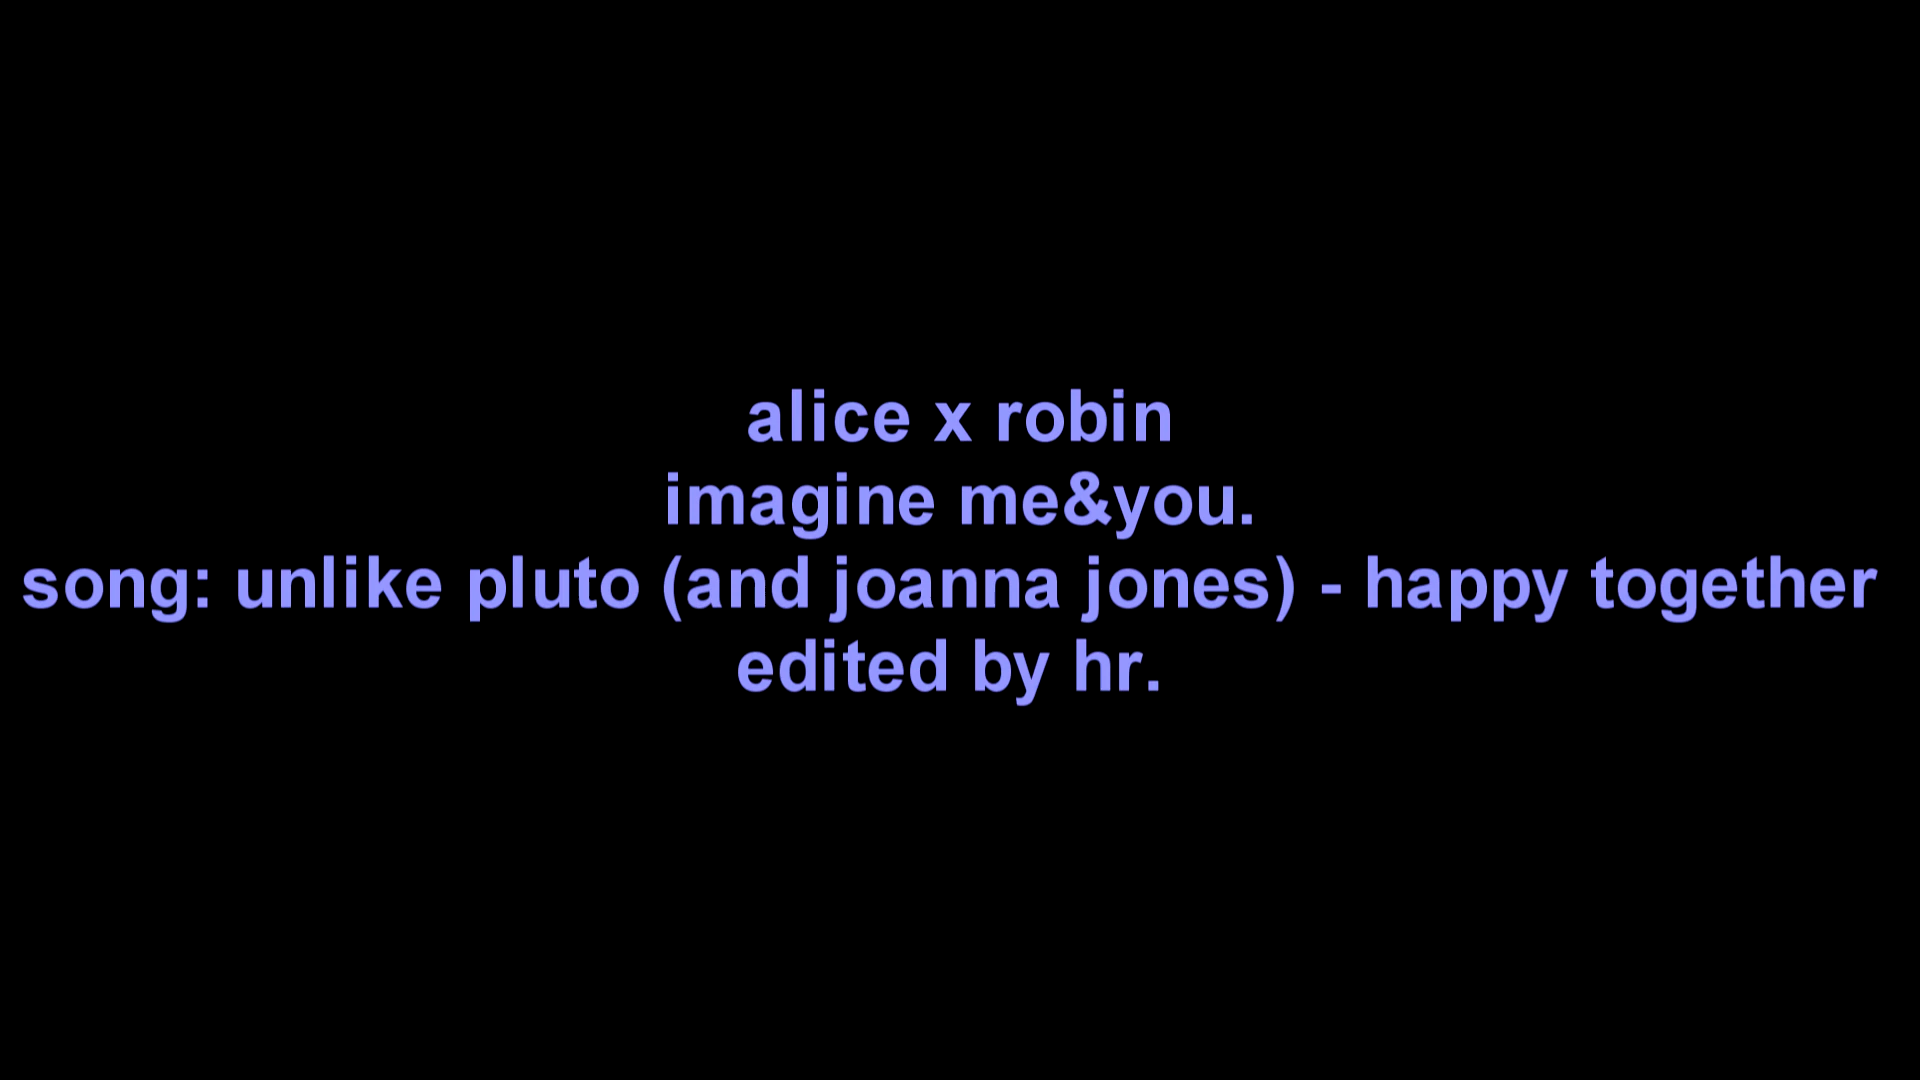 alice x robin
imagine me&you.
song: unlike pluto (and joanna jones) - happy together
edited by hr.